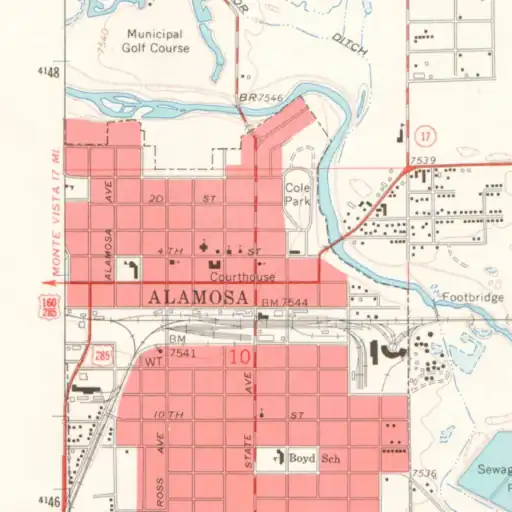 OR
DITCH
Municipal
Golf Course
7540
4148
BR 7546
17
7539
MONTE VISTA 17 MI.
AVE
ALAMOSA
2D ST
Cole
Park
4TH ST
Courthouse
ALAMOSA
BM 7544
Footbridge
160
285
BM
7541
WT
285
10
AVE
STATE
10TH ST
AVE
ROSS
Boyd Sch
7536
Sewag
4146